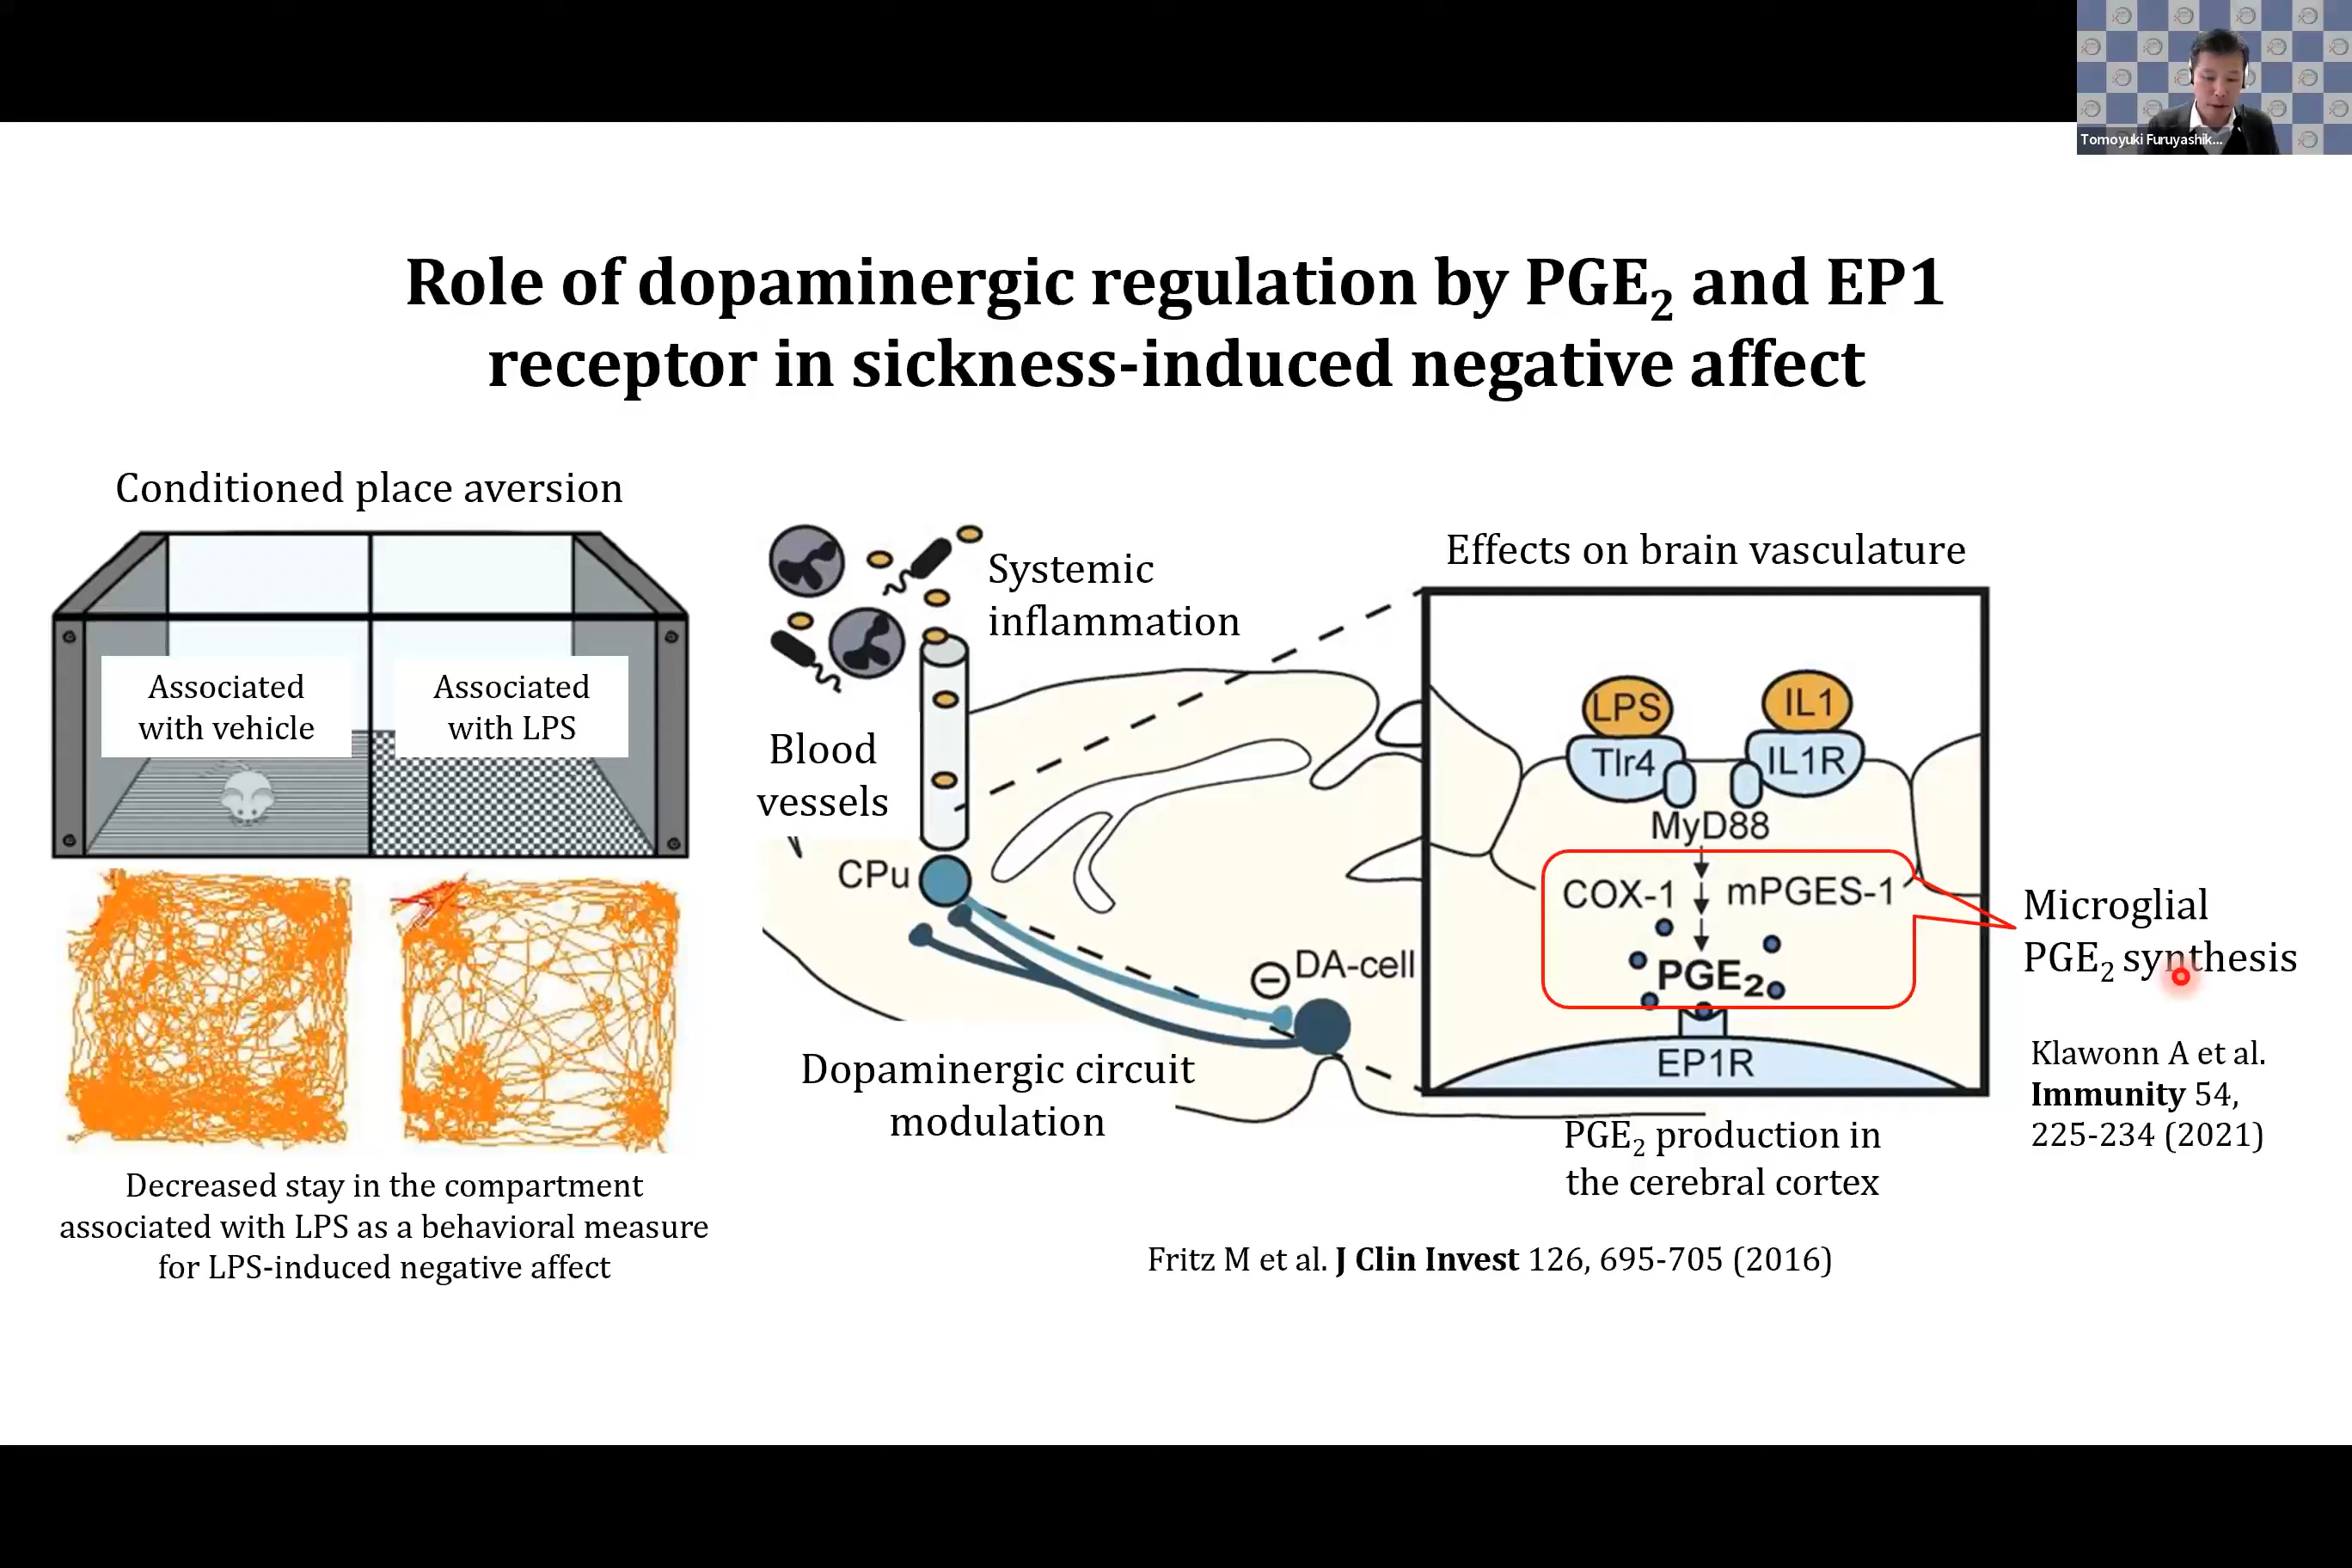 Tomoyuki Furuyashik...
Role of dopaminergic regulation by PGE₂ and EP1
receptor in sickness-induced negative affect
Conditioned place aversion
Associated
with vehicle
Associated
with LPS
Decreased stay in the compartment
associated with LPS as a behavioral measure
for LPS-induced negative affect
Systemic
inflammation
Blood
vessels
CPu
DA-cell
Dopaminergic circuit
modulation
Effects on brain vasculature
LPS
IL1
Tlr4
IL1R
MyD88
COX-1
mPGES-1
PGE₂
EP1R
PGE₂ production in
the cerebral cortex
Microglial
PGE₂ synthesis
Klawonn A et al.
Immunity 54,
225-234 (2021)
Fritz M et al. J Clin Invest 126, 695-705 (2016)